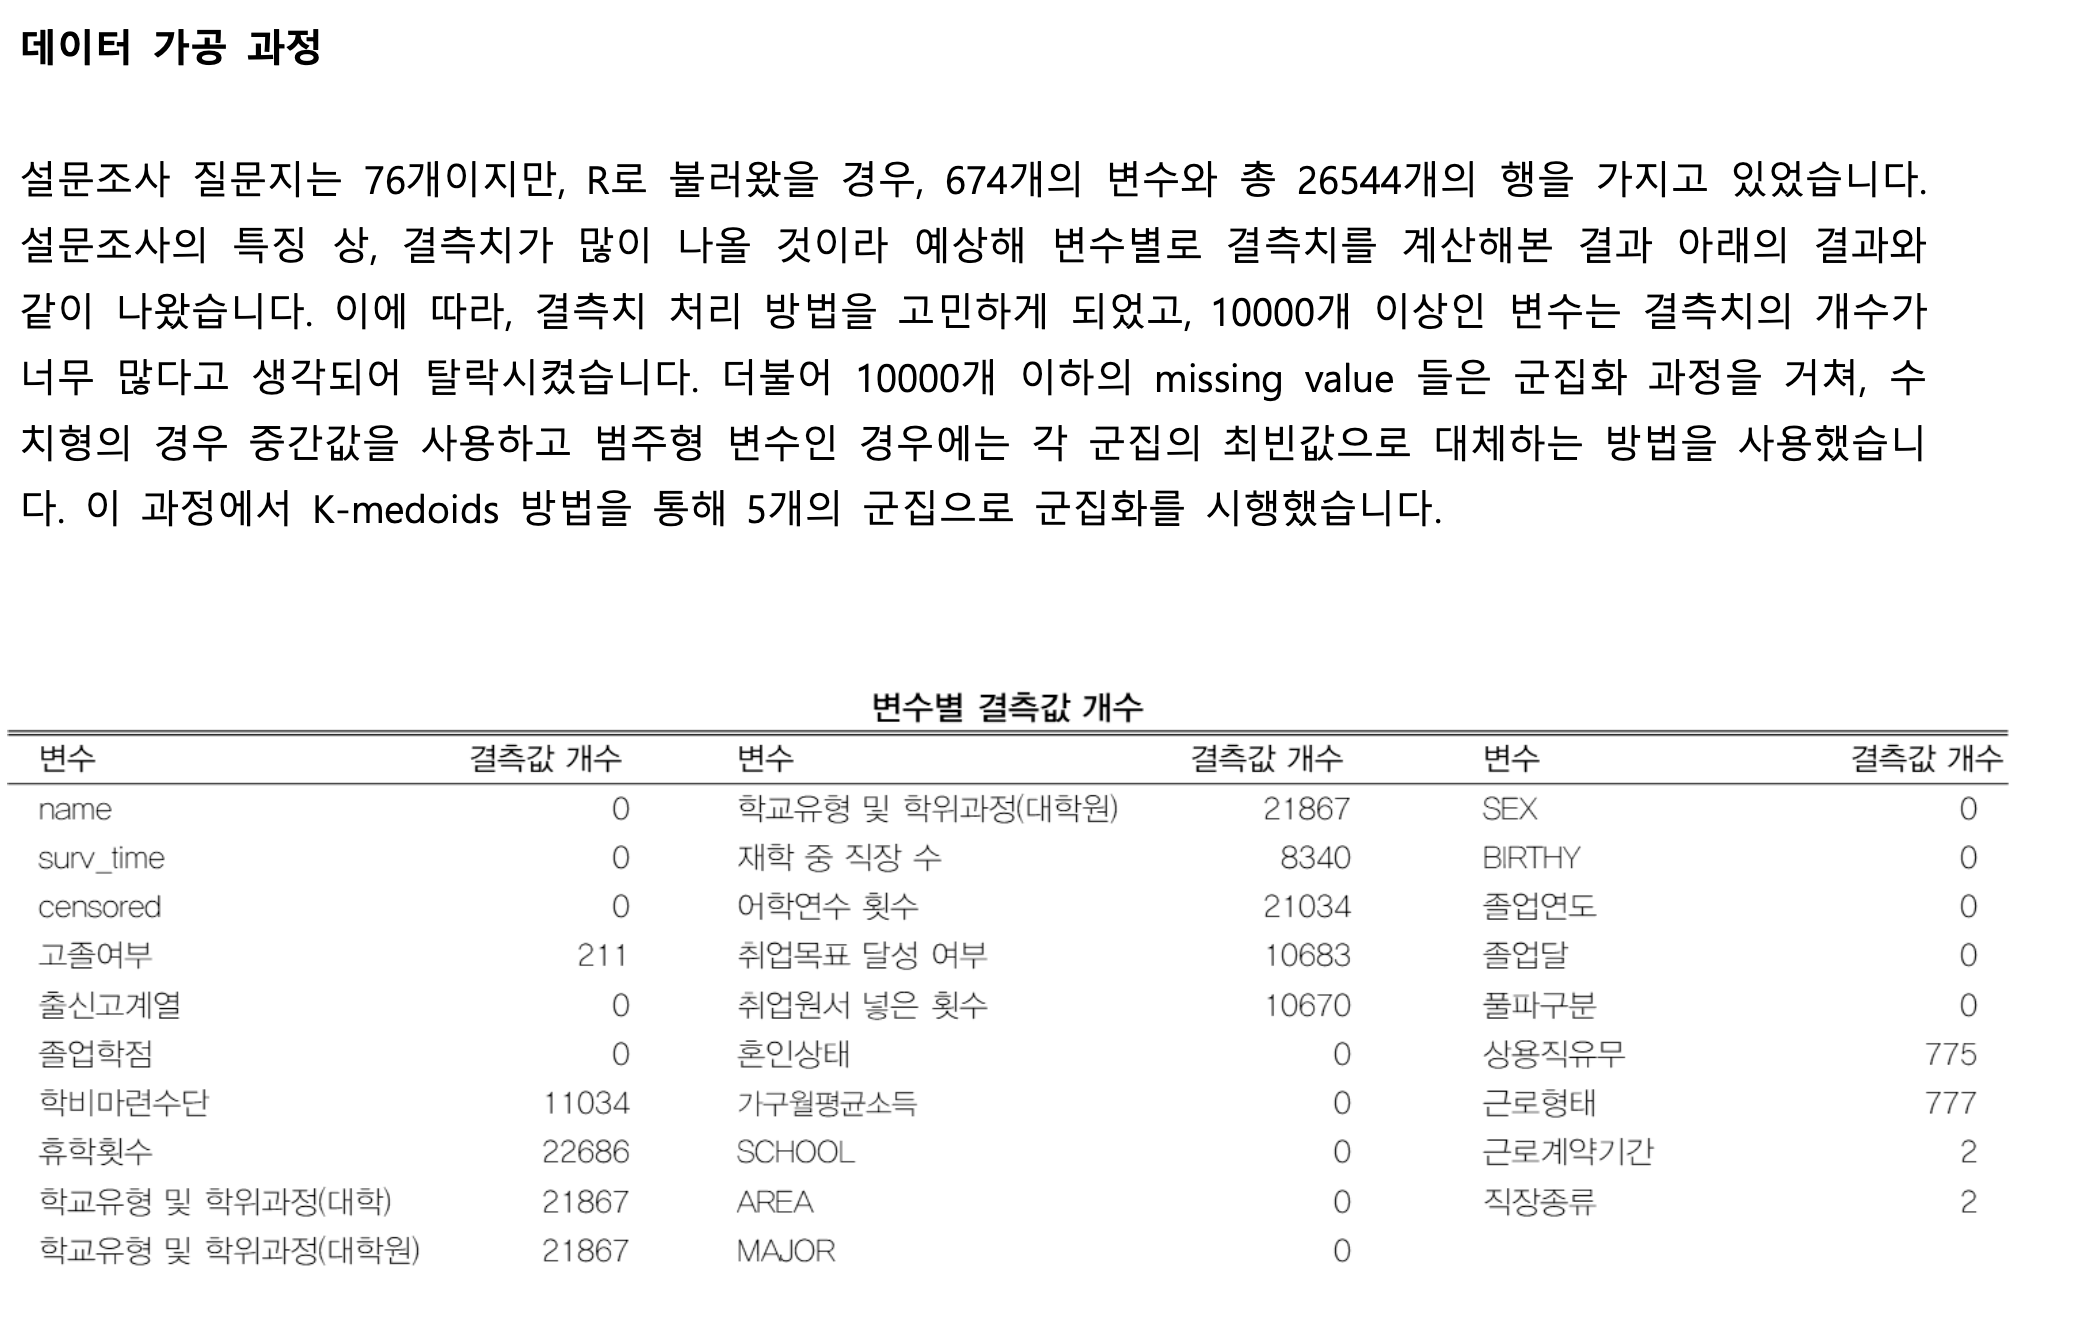 데이터 가공 과정
설문조사 질문지는 76개이지만, R로 불러왔을 경우, 674개의 변수와 총 26544개의 행을 가지고 있었습니다.
설문조사의 특징 상, 결측치가 많이 나올 것이라 예상해 변수별로 결측치를 계산해본 결과 아래의 결과와
같이 나왔습니다. 이에 따라, 결측치 처리 방법을 고민하게 되었고, 10000개 이상인 변수는 결측치의 개수가
너무 많다고 생각되어 탈락시켰습니다. 더불어 10000개 이하의 missing value 들은 군집화 과정을 거쳐, 수
치형의 경우 중간값을 사용하고 범주형 변수인 경우에는 각 군집의 최빈값으로 대체하는 방법을 사용했습니
다. 이 과정에서 K-medoids 방법을 통해 5개의 군집으로 군집화를 시행했습니다.
변수별 결측값 개수
변수 결측값 개수 변수 결측값 개수 변수 결측값 개수
name 0 학교유형 및 학위과정(대학원) 21867 SEX 0
surv_time 0 재학 중 직장 수 8340 BIRTHY 0
censored 0 어학연수 횟수 21034 졸업연도 0
고졸여부 211 취업목표 달성 여부 10683 졸업달 0
출신고계열 0 취업원서 넣은 횟수 10670 풀파구분 0
졸업학점 0 혼인상태 0 상용직유무 775
학비마련수단 11034 가구월평균소득 0 근로형태 777
휴학횟수 22686 SCHOOL 0 근로계약기간 2
학교유형 및 학위과정(대학) 21867 AREA 0 직장종류 2
학교유형 및 학위과정(대학원) 21867 MAJOR 0